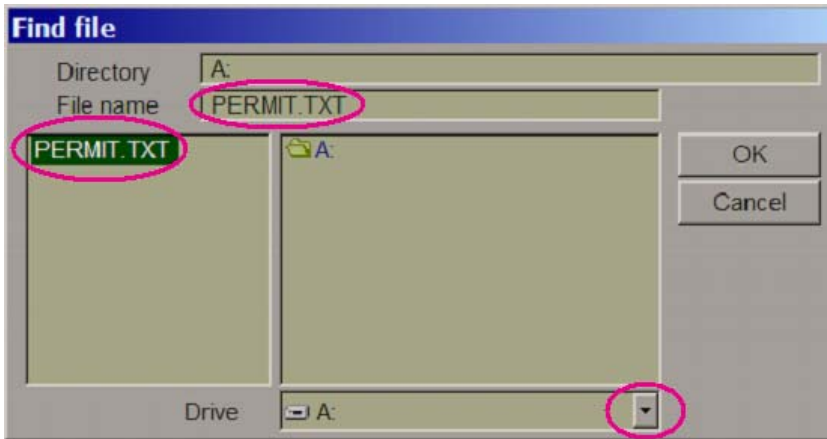 Find file
Directory A:
File name PERMIT.TXT
PERMIT.TXT
A:
OK
Cancel
Drive A: